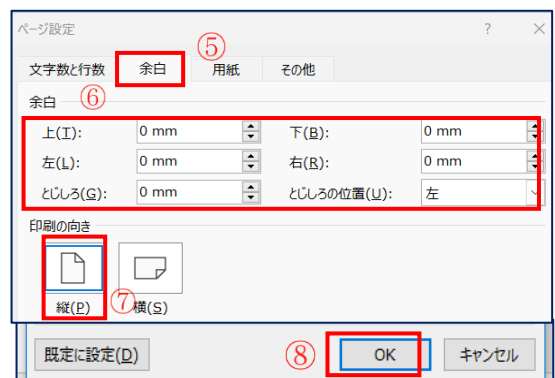 ページ設定 ? ×
⑤
文字数と行数 余白 用紙 その他
余白 ⑥
上(T): 0 mm 下(B): 0 mm
左(L): 0 mm 右(R): 0 mm
とじしろ(G): 0 mm とじしろの位置(U): 左
印刷の向き
縦(P) ⑦ 横(S)
既定に設定(D) ⑧ OK キャンセル